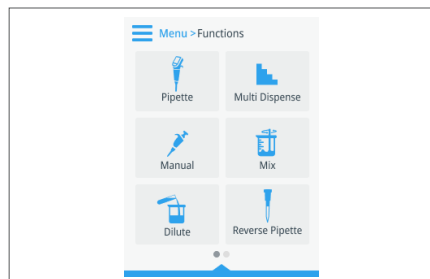 Menu > Functions
Pipette
Multi Dispense
Manual
Mix
Dilute
Reverse Pipette